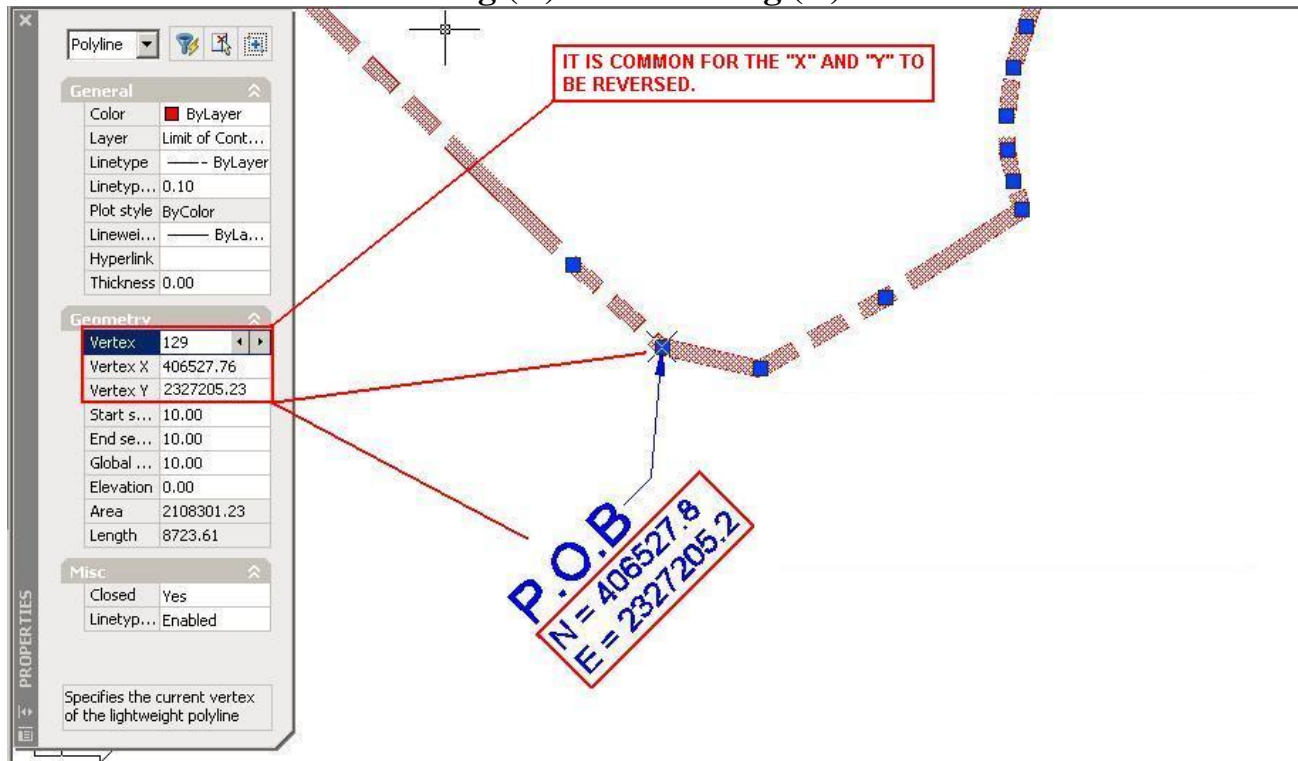 Polyline
IT IS COMMON FOR THE "X" AND "Y" TO
BE REVERSED.
General
Color ByLayer
Layer Limit of Cont...
Linetype ByLayer
Linetyp... 0.10
Plot style ByColor
Linewei... ByLa...
Hyperlink
Thickness 0.00
Geometry
Vertex 129
Vertex X 406527.76
Vertex Y 2327205.23
Start s... 10.00
End se... 10.00
Global ... 10.00
Elevation 0.00
Area 2108301.23
Length 8723.61
Misc
Closed Yes
Linetyp... Enabled
Specifies the current vertex
of the lightweight polyline
PROPERTIES
P.O.B
N = 406527.8
E = 2327205.2